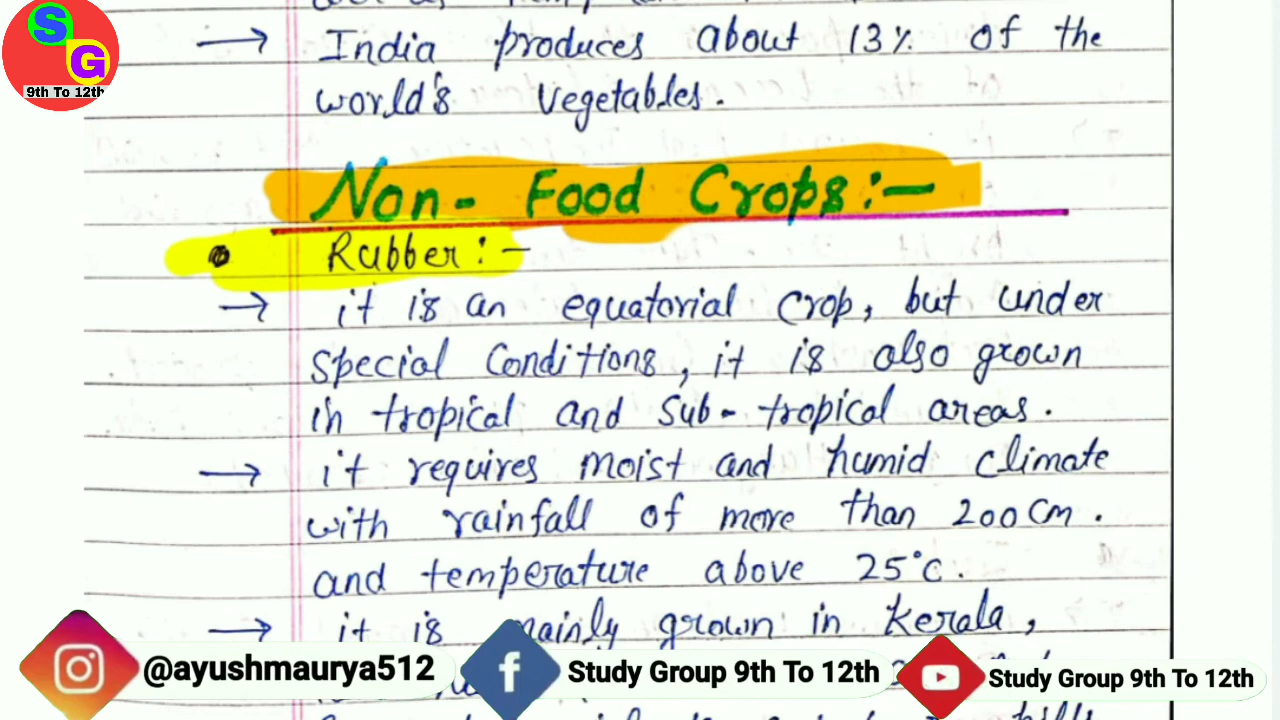 S
G
9th To 12th
→ India produces about 13% of the
world's vegetables.
Non- Food Crops:-
• Rubber:-
→ it is an equatorial crop, but under
special conditions, it is also grown
in tropical and sub-tropical areas.
→ it requires moist and humid climate
with rainfall of more than 200cm.
and temperature above 25°c.
→ it is mainly grown in kerala,
@ayushmaurya512
Study Group 9th To 12th
Study Group 9th To 12th
hills